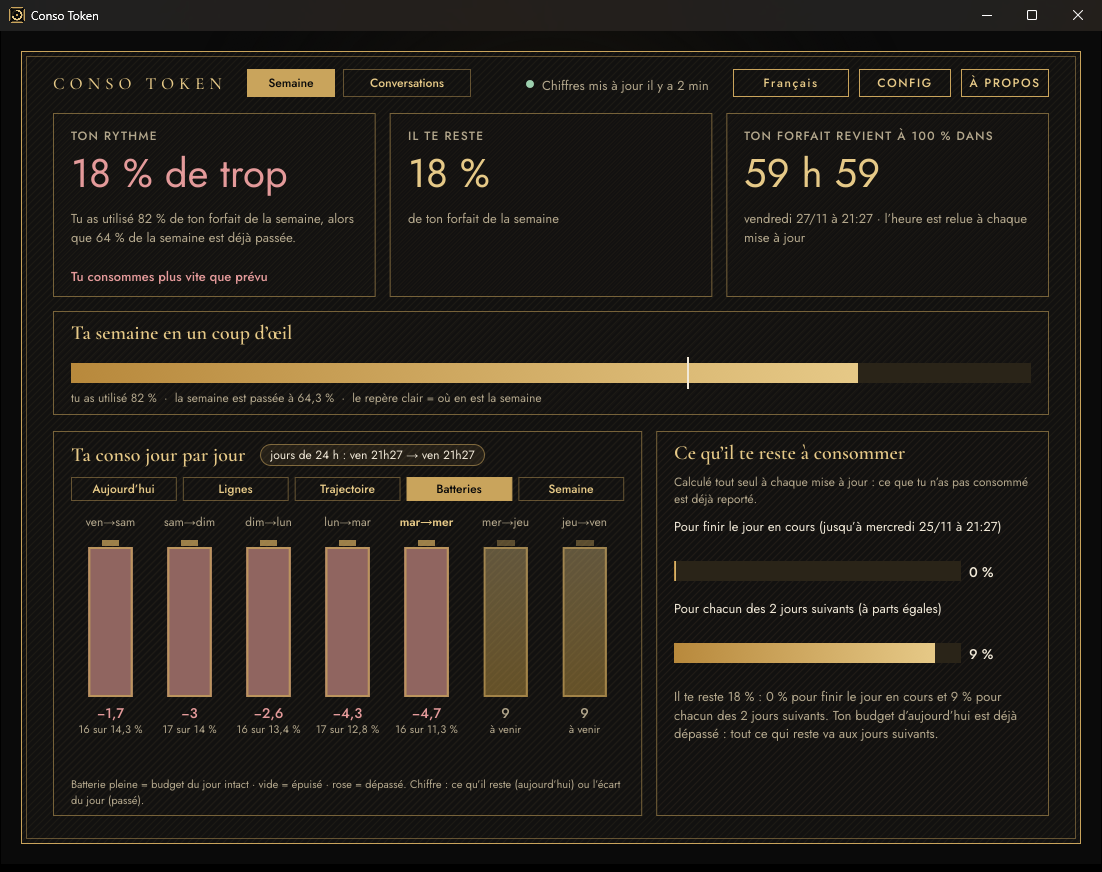 Conso Token
CONSO TOKEN
Semaine
Conversations
Chiffres mis à jour il y a 2 min
Français
CONFIG
À PROPOS
TON RYTHME
18 % de trop
Tu as utilisé 82 % de ton forfait de la semaine, alors
que 64 % de la semaine est déjà passée.
Tu consommes plus vite que prévu
IL TE RESTE
18 %
de ton forfait de la semaine
TON FORFAIT REVIENT À 100 % DANS
59 h 59
vendredi 27/11 à 21:27 · l’heure est relue à chaque
mise à jour
Ta semaine en un coup d’œil
tu as utilisé 82 % · la semaine est passée à 64,3 % · le repère clair = où en est la semaine
Ta conso jour par jour
jours de 24 h : ven 21h27 → ven 21h27
Aujourd’hui
Lignes
Trajectoire
Batteries
Semaine
ven→sam
sam→dim
dim→lun
lun→mar
mar→mer
mer→jeu
jeu→ven
−1,7
−3
−2,6
−4,3
−4,7
9
9
16 sur 14,3 %
17 sur 14 %
16 sur 13,4 %
17 sur 12,8 %
16 sur 11,3 %
à venir
à venir
Batterie pleine = budget du jour intact · vide = épuisé · rose = dépassé. Chiffre : ce qu’il reste (aujourd’hui) ou l’écart
du jour (passé).
Ce qu’il te reste à consommer
Calculé tout seul à chaque mise à jour : ce que tu n’as pas consommé
est déjà reporté.
Pour finir le jour en cours (jusqu’à mercredi 25/11 à 21:27)
0 %
Pour chacun des 2 jours suivants (à parts égales)
9 %
Il te reste 18 % : 0 % pour finir le jour en cours et 9 % pour
chacun des 2 jours suivants. Ton budget d’aujourd’hui est déjà
dépassé : tout ce qui reste va aux jours suivants.